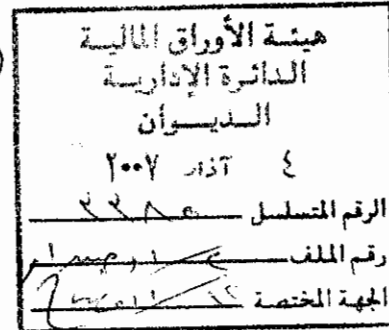 هيئة الأوراق المالية
الدائرة الإدارية
الديوان
٤ آذار ٢٠٠٧
الرقم المتسلسل
رقم الملف
الجهة المختصة